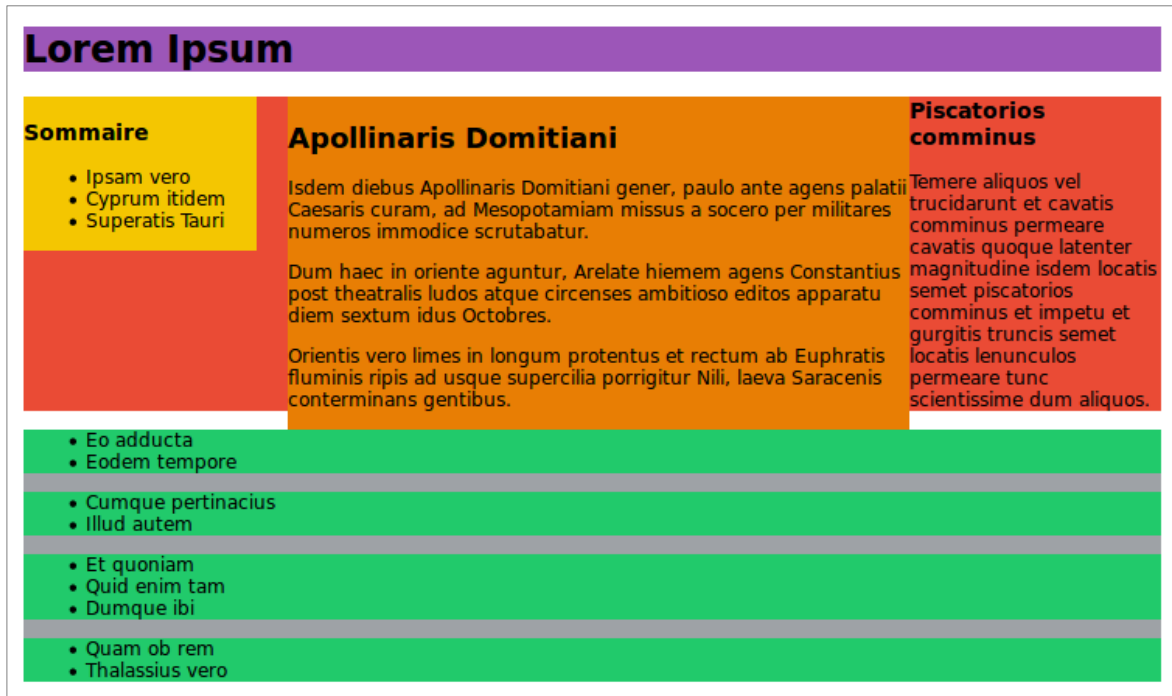 Lorem Ipsum
Sommaire
Ipsam vero
Cyprum itidem
Superatis Tauri
Apollinaris Domitiani
Isdem diebus Apollinaris Domitiani gener, paulo ante agens palatii
Caesaris curam, ad Mesopotamiam missus a socero per militares
numeros immodice scrutabatur.
Dum haec in oriente aguntur, Arelate hiemem agens Constantius
post theatralis ludos atque circenses ambitioso editos apparatu
diem sextum idus Octobres.
Orientis vero limes in longum protentus et rectum ab Euphratis
fluminis ripis ad usque supercilia porrigitur Nili, laeva Saracenis
conterminans gentibus.
Piscatorios
comminus
Temere aliquos vel
trucidarunt et cavatis
comminus permeare
cavatis quoque latenter
magnitudine isdem locatis
semet piscatorios
comminus et impetu et
gurgitis truncis semet
locatis lenunculos
permeare tunc
scientissime dum aliquos.
Eo adducta
Eodem tempore
Cumque pertinacius
Illud autem
Et quoniam
Quid enim tam
Dumque ibi
Quam ob rem
Thalassius vero